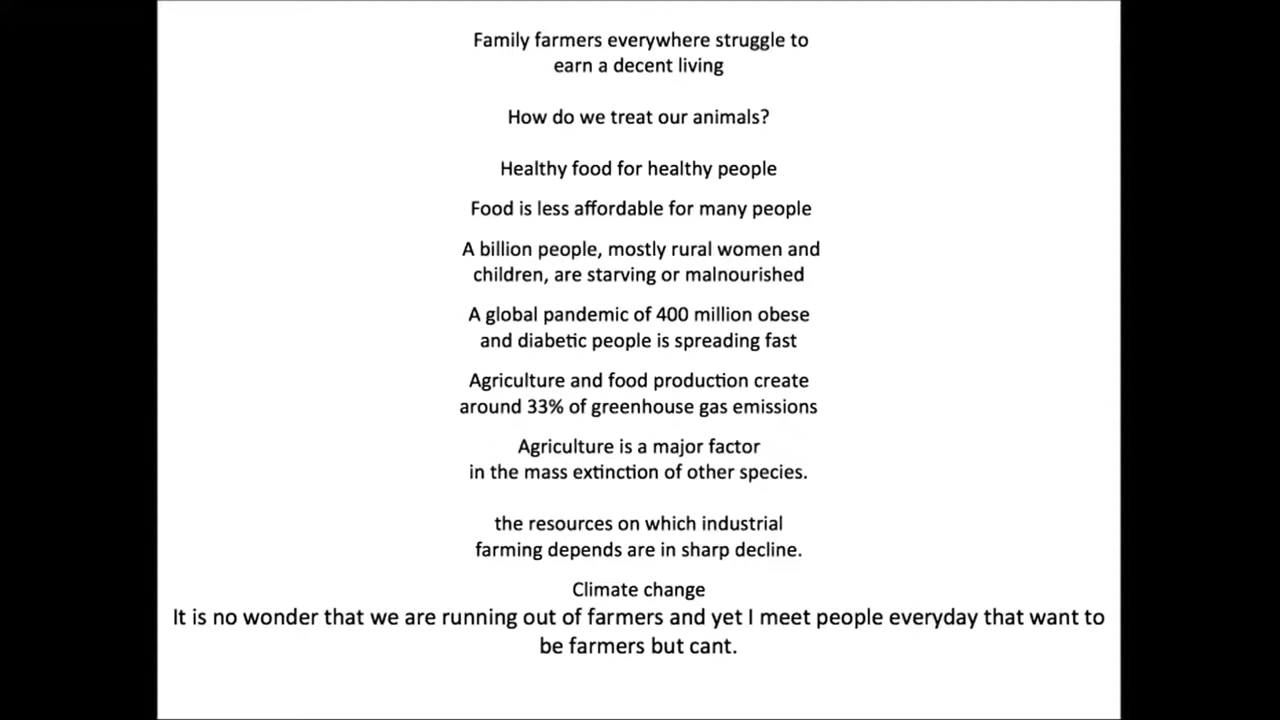 Family farmers everywhere struggle to
earn a decent living
How do we treat our animals?
Healthy food for healthy people
Food is less affordable for many people
A billion people, mostly rural women and
children, are starving or malnourished
A global pandemic of 400 million obese
and diabetic people is spreading fast
Agriculture and food production create
around 33% of greenhouse gas emissions
Agriculture is a major factor
in the mass extinction of other species.
the resources on which industrial
farming depends are in sharp decline.
Climate change
It is no wonder that we are running out of farmers and yet I meet people everyday that want to
be farmers but cant.